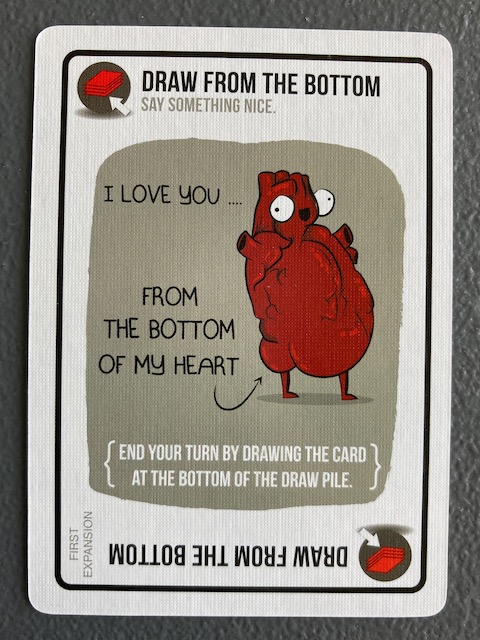 DRAW FROM THE BOTTOM
SAY SOMETHING NICE.
I LOVE YOU ....
FROM
THE BOTTOM
OF MY HEART
{END YOUR TURN BY DRAWING THE CARD
AT THE BOTTOM OF THE DRAW PILE.}
FIRST
EXPANSION
DRAW FROM THE BOTTOM